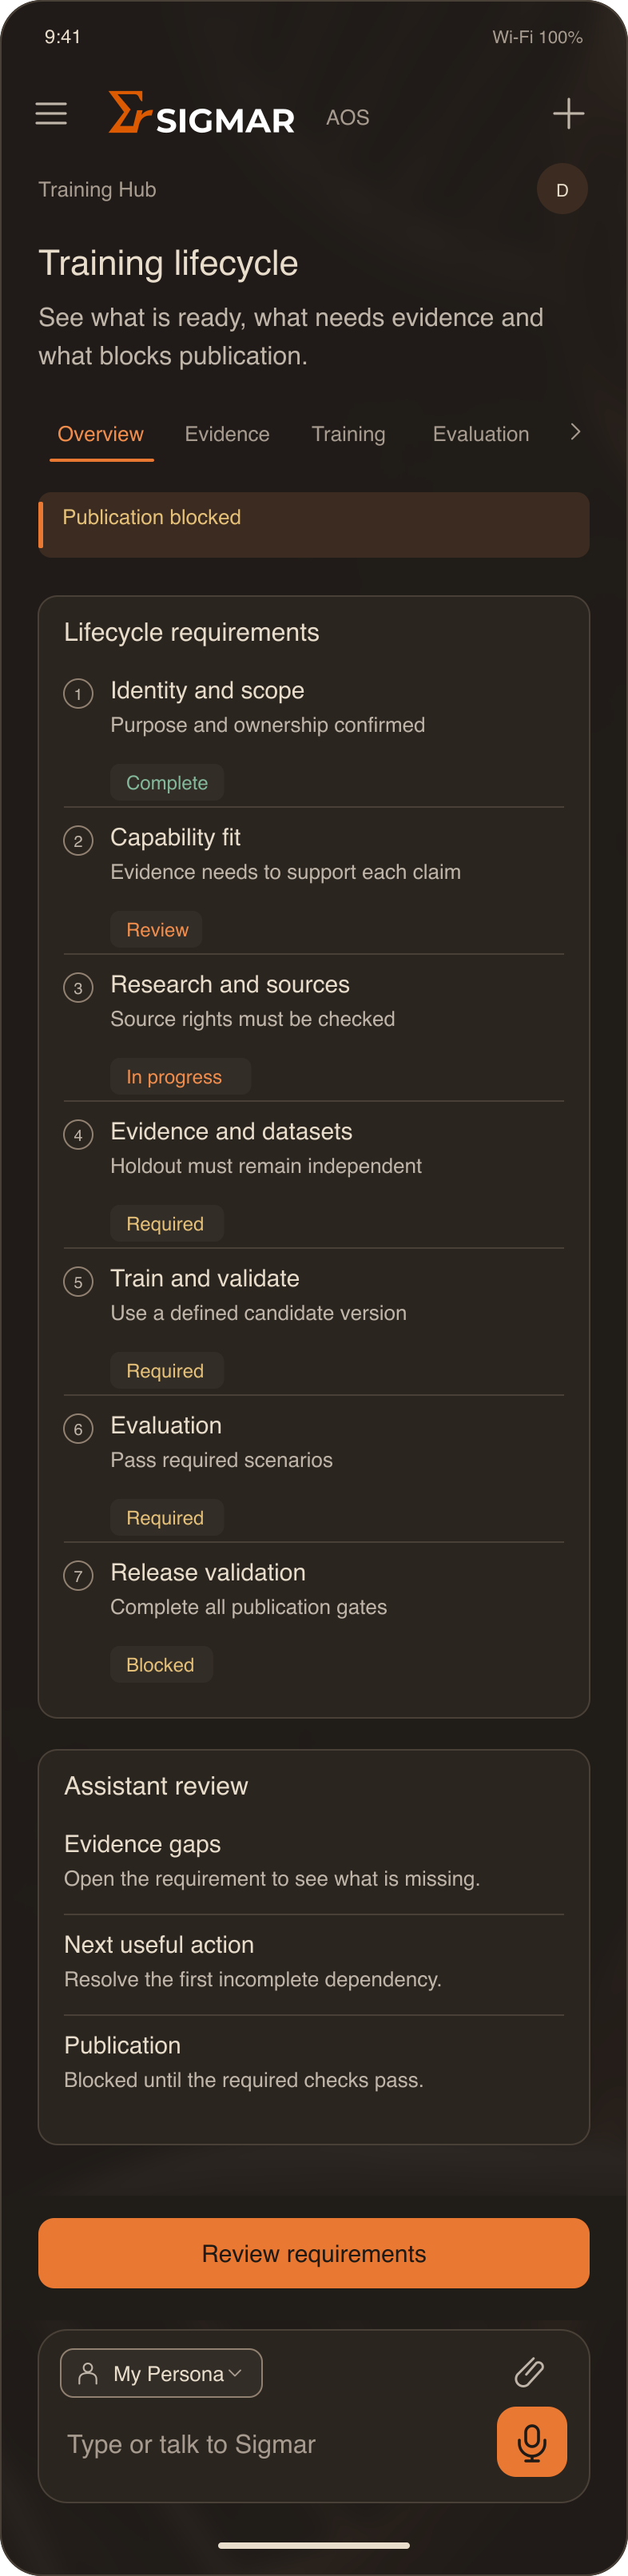 9:41
Wi-Fi 100%
Σr SIGMAR AOS
Training Hub
D
Training lifecycle
See what is ready, what needs evidence and
what blocks publication.
Overview Evidence Training Evaluation
Publication blocked
Lifecycle requirements
1 Identity and scope
Purpose and ownership confirmed
Complete
2 Capability fit
Evidence needs to support each claim
Review
3 Research and sources
Source rights must be checked
In progress
4 Evidence and datasets
Holdout must remain independent
Required
5 Train and validate
Use a defined candidate version
Required
6 Evaluation
Pass required scenarios
Required
7 Release validation
Complete all publication gates
Blocked
Assistant review
Evidence gaps
Open the requirement to see what is missing.
Next useful action
Resolve the first incomplete dependency.
Publication
Blocked until the required checks pass.
Review requirements
My Persona
Type or talk to Sigmar